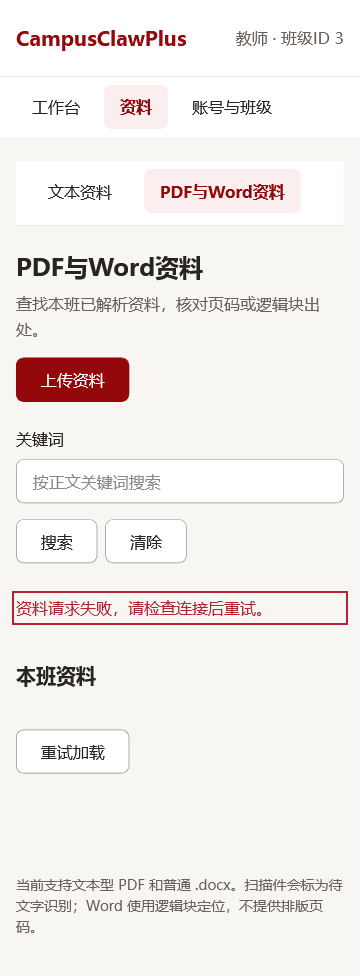 CampusClawPlus
教师 · 班级ID 3
工作台
资料
账号与班级
文本资料
PDF与Word资料
PDF与Word资料
查找本班已解析资料，核对页码或逻辑块出
处。
上传资料
关键词
按正文关键词搜索
搜索
清除
资料请求失败，请检查连接后重试。
本班资料
重试加载
当前支持文本型 PDF 和普通 .docx。扫描件会标为待
文字识别；Word 使用逻辑块定位，不提供排版页
码。